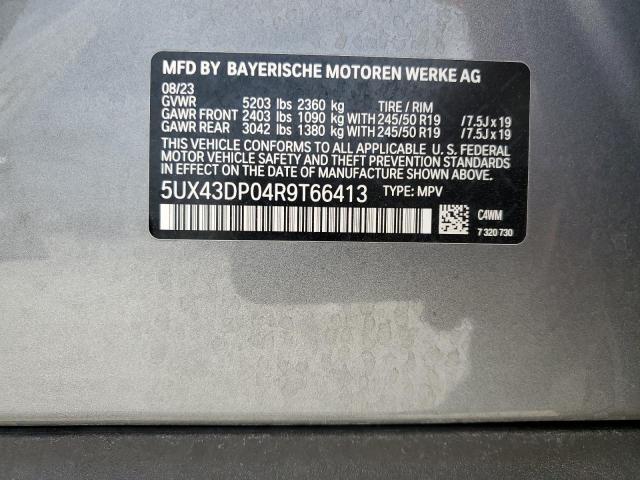 MFD BY BAYERISCHE MOTOREN WERKE AG
08/23
GVWR 5203 lbs 2360 kg TIRE / RIM
GAWR FRONT 2403 lbs 1090 kg WITH 245/50 R19 /7.5J x 19
GAWR REAR 3042 lbs 1380 kg WITH 245/50 R19 /7.5J x 19
THIS VEHICLE CONFORMS TO ALL APPLICABLE U. S. FEDERAL
MOTOR VEHICLE SAFETY AND THEFT PREVENTION STANDARDS
IN EFFECT ON THE DATE OF MANUFACTURE SHOWN ABOVE.
5UX43DP04R9T66413 TYPE: MPV
C4WM
7 320 730